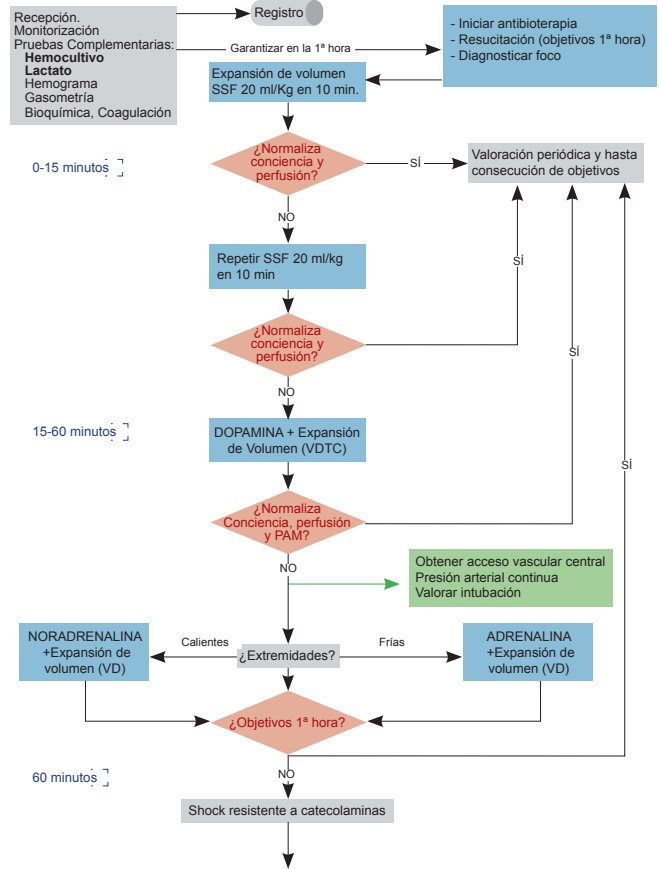 Recepción.
Monitorización
Pruebas Complementarias:
Hemocultivo
Lactato
Hemograma
Gasometría
Bioquímica, Coagulación
Registro
Garantizar en la 1ª hora
- Iniciar antibioterapia
- Resucitación (objetivos 1ª hora)
- Diagnosticar foco
Expansión de volumen
SSF 20 ml/Kg en 10 min.
0-15 minutos
¿Normaliza
conciencia y
perfusión?
SÍ
Valoración periódica y hasta
consecución de objetivos
NO
Repetir SSF 20 ml/kg
en 10 min
SÍ
¿Normaliza
conciencia y
perfusión?
SÍ
NO
15-60 minutos
DOPAMINA + Expansión
de Volumen (VDTC)
SÍ
¿Normaliza
Conciencia, perfusión
y PAM?
NO
Obtener acceso vascular central
Presión arterial continua
Valorar intubación
NORADRENALINA
+Expansión de
volumen (VD)
Calientes
¿Extremidades?
Frías
ADRENALINA
+Expansión de
volumen (VD)
¿Objetivos 1ª hora?
60 minutos
NO
Shock resistente a catecolaminas